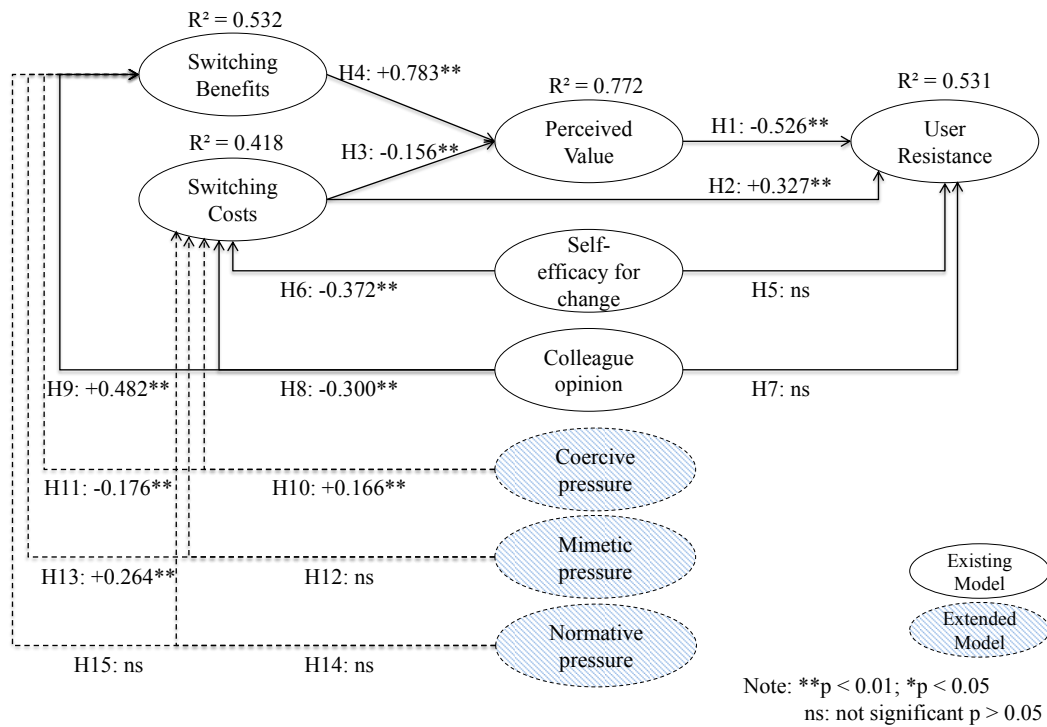 R² = 0.532
Switching
Benefits
H4: +0.783**
R² = 0.772
R² = 0.531
Perceived
Value
H1: -0.526**
User
Resistance
R² = 0.418
H3: -0.156**
Switching
Costs
H2: +0.327**
Self-
efficacy for
change
H6: -0.372**
H5: ns
Colleague
opinion
H9: +0.482**
H8: -0.300**
H7: ns
Coercive
pressure
H11: -0.176**
H10: +0.166**
Mimetic
pressure
H13: +0.264**
H12: ns
Existing
Model
Extended
Model
Normative
pressure
H15: ns
H14: ns
Note: **p < 0.01; *p < 0.05
ns: not significant p > 0.05